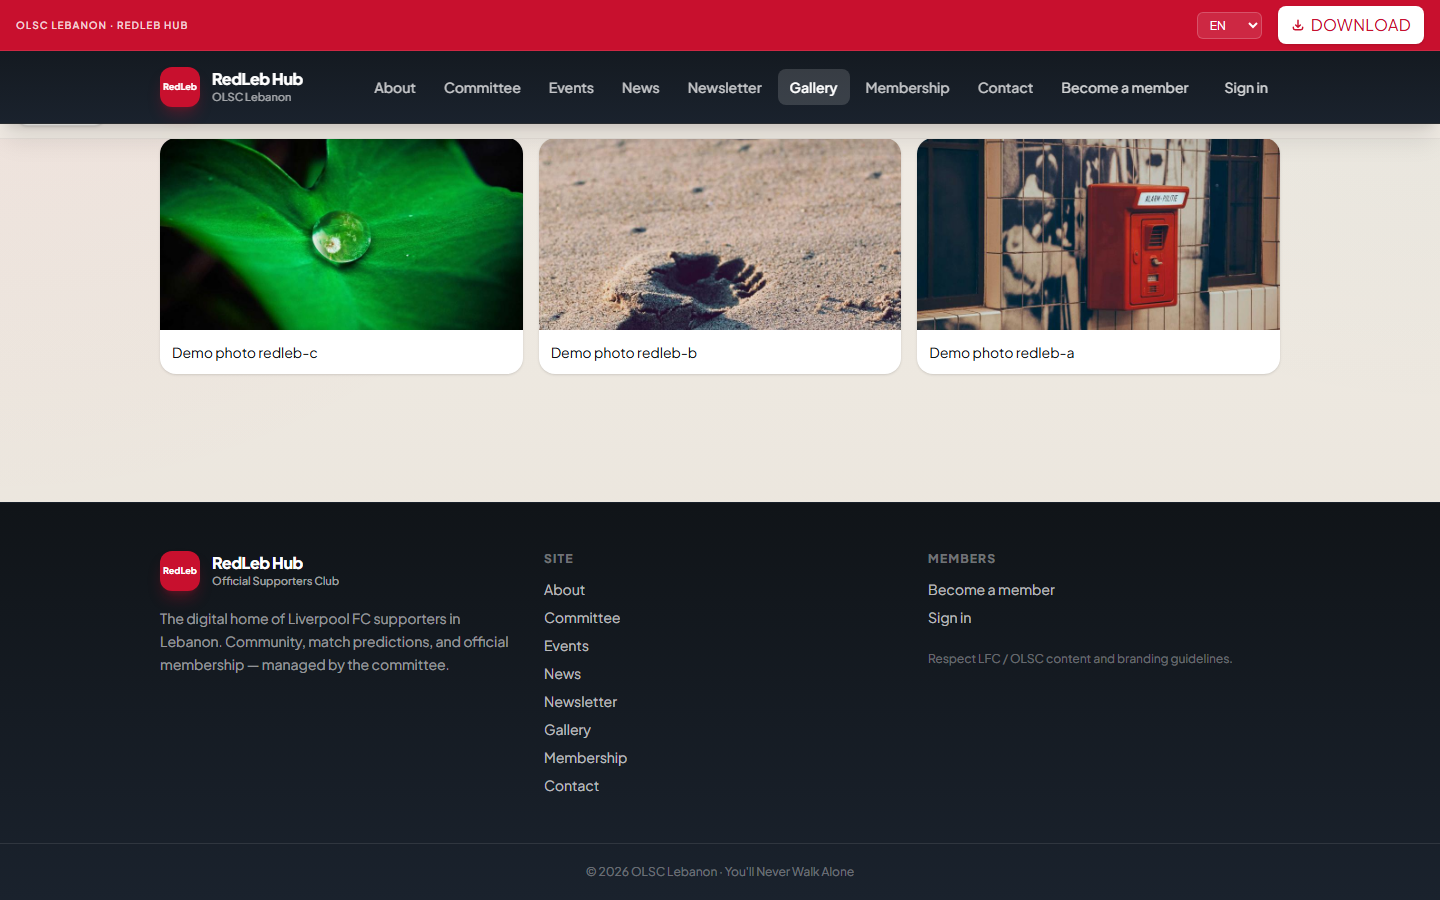 OLSC LEBANON · REDLEB HUB
EN
DOWNLOAD
RedLeb
RedLeb Hub
OLSC Lebanon
About
Committee
Events
News
Newsletter
Gallery
Membership
Contact
Become a member
Sign in
ALARM-POLITIE
Demo photo redleb-c
Demo photo redleb-b
Demo photo redleb-a
RedLeb
RedLeb Hub
Official Supporters Club
The digital home of Liverpool FC supporters in
Lebanon. Community, match predictions, and official
membership — managed by the committee.
SITE
About
Committee
Events
News
Newsletter
Gallery
Membership
Contact
MEMBERS
Become a member
Sign in
Respect LFC / OLSC content and branding guidelines.
© 2026 OLSC Lebanon · You'll Never Walk Alone